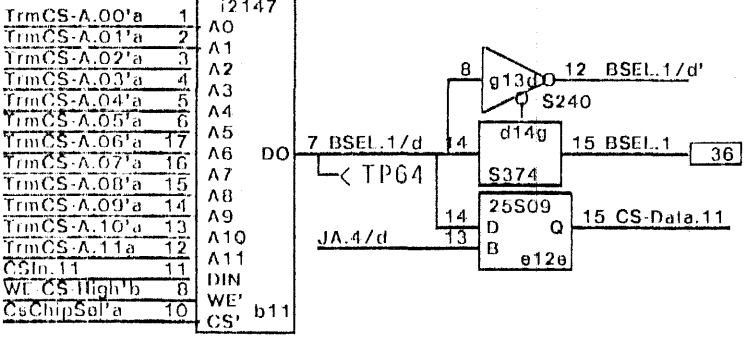 i2147
TrmCS-A.00'a 1 A0
TrmCS-A.01'a 2 A1
TrmCS-A.02'a 3 A2
TrmCS-A.03'a 4 A3
TrmCS-A.04'a 5 A4
TrmCS-A.05'a 6 A5
TrmCS-A.06'a 17 A6
TrmCS-A.07'a 16 A7
TrmCS-A.08'a 15 A8
TrmCS-A.09'a 14 A9
TrmCS-A.10'a 13 A10
TrmCS-A.11a 12 A11
CSIn.11 11 DIN
WE-CS-High'b 8 WE'
CsChipSel'a 10 CS'
b11
DO 7 BSEL.1/d
TP64
8 g13d 12 BSEL.1/d'
S240
d14g
14 15 BSEL.1 36
S374
25S09
14 D Q 15 CS-Data.11
JA.4/d 13 B
e12e